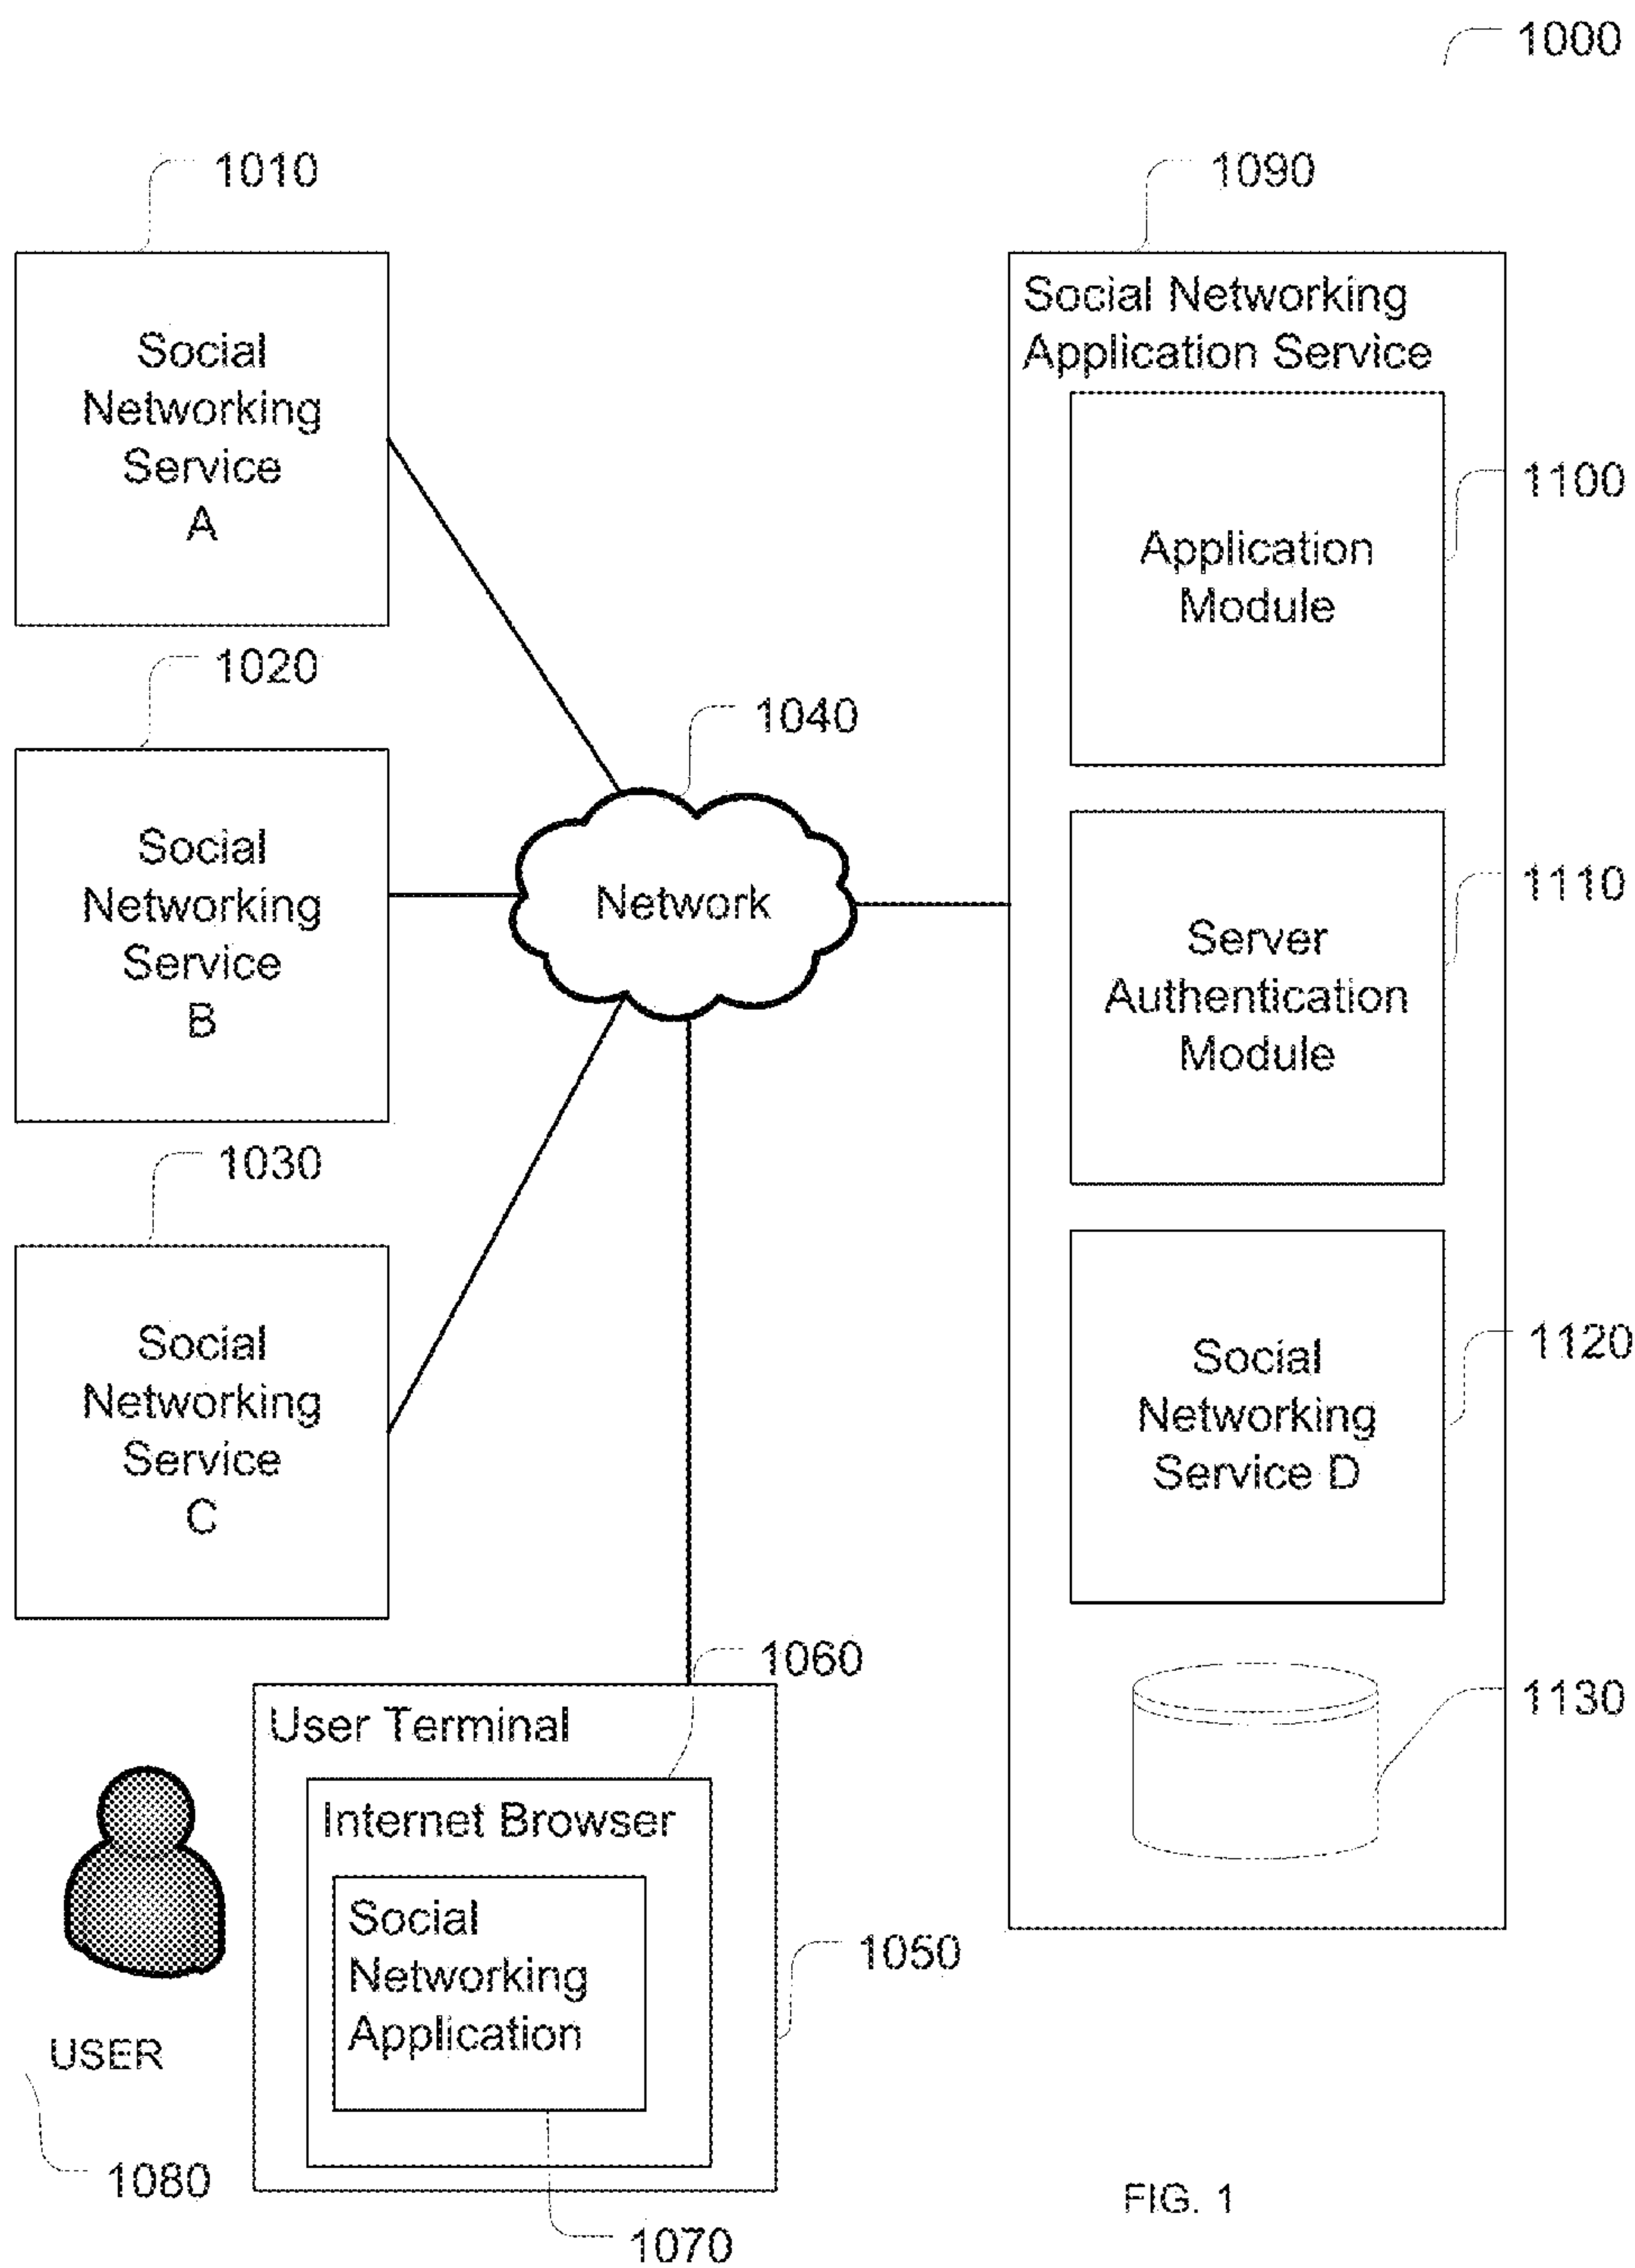 1000
1010
1090
Social
Networking
Service
A
Social Networking
Application Service
1100
Application
Module
1020
1040
Social
Networking
Service
B
Network
1110
Server
Authentication
Module
1030
Social
Networking
Service
C
1120
Social
Networking
Service D
1060
1130
User Terminal
Internet Browser
Social
Networking
Application
1050
USER
1080
1070
FIG. 1